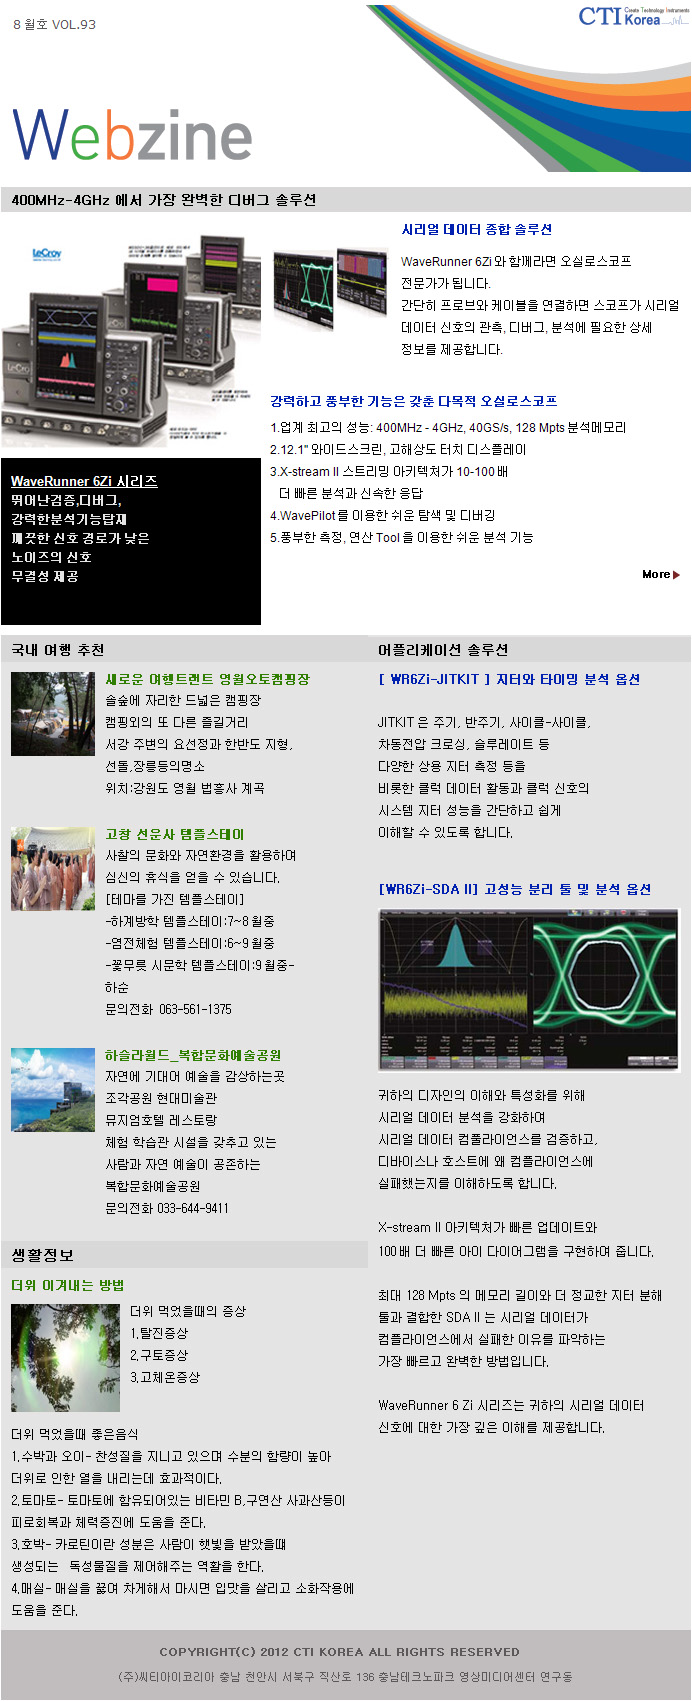 8월호 VOL.93
CTI Korea
Create Technology Instruments
Webzine
400MHz-4GHz 에서 가장 완벽한 디버그 솔루션
LeCroy
시리얼 데이터 종합 솔루션
WaveRunner 6Zi와 함께라면 오실로스코프
전문가가 됩니다.
간단히 프로브와 케이블을 연결하면 스코프가 시리얼
데이터 신호의 관측, 디버그, 분석에 필요한 상세
정보를 제공합니다.
강력하고 풍부한 기능은 갖춘 다목적 오실로스코프
1.업계 최고의 성능: 400MHz - 4GHz, 40GS/s, 128 Mpts 분석메모리
2.12.1" 와이드스크린, 고해상도 터치 디스플레이
3.X-stream II 스트리밍 아키텍처가 10-100배
더 빠른 분석과 신속한 응답
4.WavePilot를 이용한 쉬운 탐색 및 디버깅
5.풍부한 측정, 연산 Tool을 이용한 쉬운 분석 기능
More
WaveRunner 6Zi 시리즈
뛰어난검증,디버그,
강력한분석기능탑재
깨끗한 신호 경로가 낮은
노이즈의 신호
무결성 제공
국내 여행 추천
새로운 여행트랜드 영월오토캠핑장
솔숲에 자리한 드넓은 캠핑장
캠핑외의 또 다른 즐길거리
서강 주변의 요선정과 한반도 지형,
선돌,장릉등의명소
위치:강원도 영월 법흥사 계곡
고창 선운사 템플스테이
사찰의 문화와 자연환경을 활용하여
심신의 휴식을 얻을 수 있습니다.
[테마를 가진 템플스테이]
-하계방학 템플스테이:7~8월중
-염전체험 템플스테이:6~9월중
-꽃무릇 시문학 템플스테이:9월중-
하순
문의전화 063-561-1375
하슬라월드_복합문화예술공원
자연에 기대어 예술을 감상하는곳
조각공원 현대미술관
뮤지엄호텔 레스토랑
체험 학습관 시설을 갖추고 있는
사람과 자연 예술이 공존하는
복합문화예술공원
문의전화 033-644-9411
생활정보
더위 이겨내는 방법
더위 먹었을때의 증상
1.탈진증상
2.구토증상
3.고체온증상
더위 먹었을때 좋은음식
1.수박과 오이- 찬성질을 지니고 있으며 수분의 함량이 높아
더위로 인한 열을 내리는데 효과적이다.
2.토마토- 토마토에 함유되어있는 비타민 B,구연산 사과산등이
피로회복과 체력증진에 도움을 준다.
3.호박- 카로틴이란 성분은 사람이 햇빛을 받았을때
생성되는 독성물질을 제어해주는 역활을 한다.
4.매실- 매실을 끓여 차게해서 마시면 입맛을 살리고 소화작용에
도움을 준다.
어플리케이션 솔루션
[ WR6Zi-JITKIT ] 지터와 타이밍 분석 옵션
JITKIT은 주기, 반주기, 사이클-사이클,
차동전압 크로싱, 슬루레이트 등
다양한 상용 지터 측정 등을
비롯한 클럭 데이터 활동과 클럭 신호의
시스템 지터 성능을 간단하고 쉽게
이해할 수 있도록 합니다.
[WR6Zi-SDA II] 고성능 분리 툴 및 분석 옵션
귀하의 디자인의 이해와 특성화를 위해
시리얼 데이터 분석을 강화하여
시리얼 데이터 컴플라이언스를 검증하고,
디바이스나 호스트에 왜 컴플라이언스에
실패했는지를 이해하도록 합니다.
X-stream II 아키텍처가 빠른 업데이트와
100배 더 빠른 아이 다이어그램을 구현하여 줍니다.
최대 128 Mpts의 메모리 길이와 더 정교한 지터 분해
툴과 결합한 SDA II는 시리얼 데이터가
컴플라이언스에서 실패한 이유를 파악하는
가장 빠르고 완벽한 방법입니다.
WaveRunner 6 Zi 시리즈는 귀하의 시리얼 데이터
신호에 대한 가장 깊은 이해를 제공합니다.
COPYRIGHT(C) 2012 CTI KOREA ALL RIGHTS RESERVED
(주)씨티아이코리아 충남 천안시 서북구 직산로 136 충남테크노파크 영상미디어센터 연구동